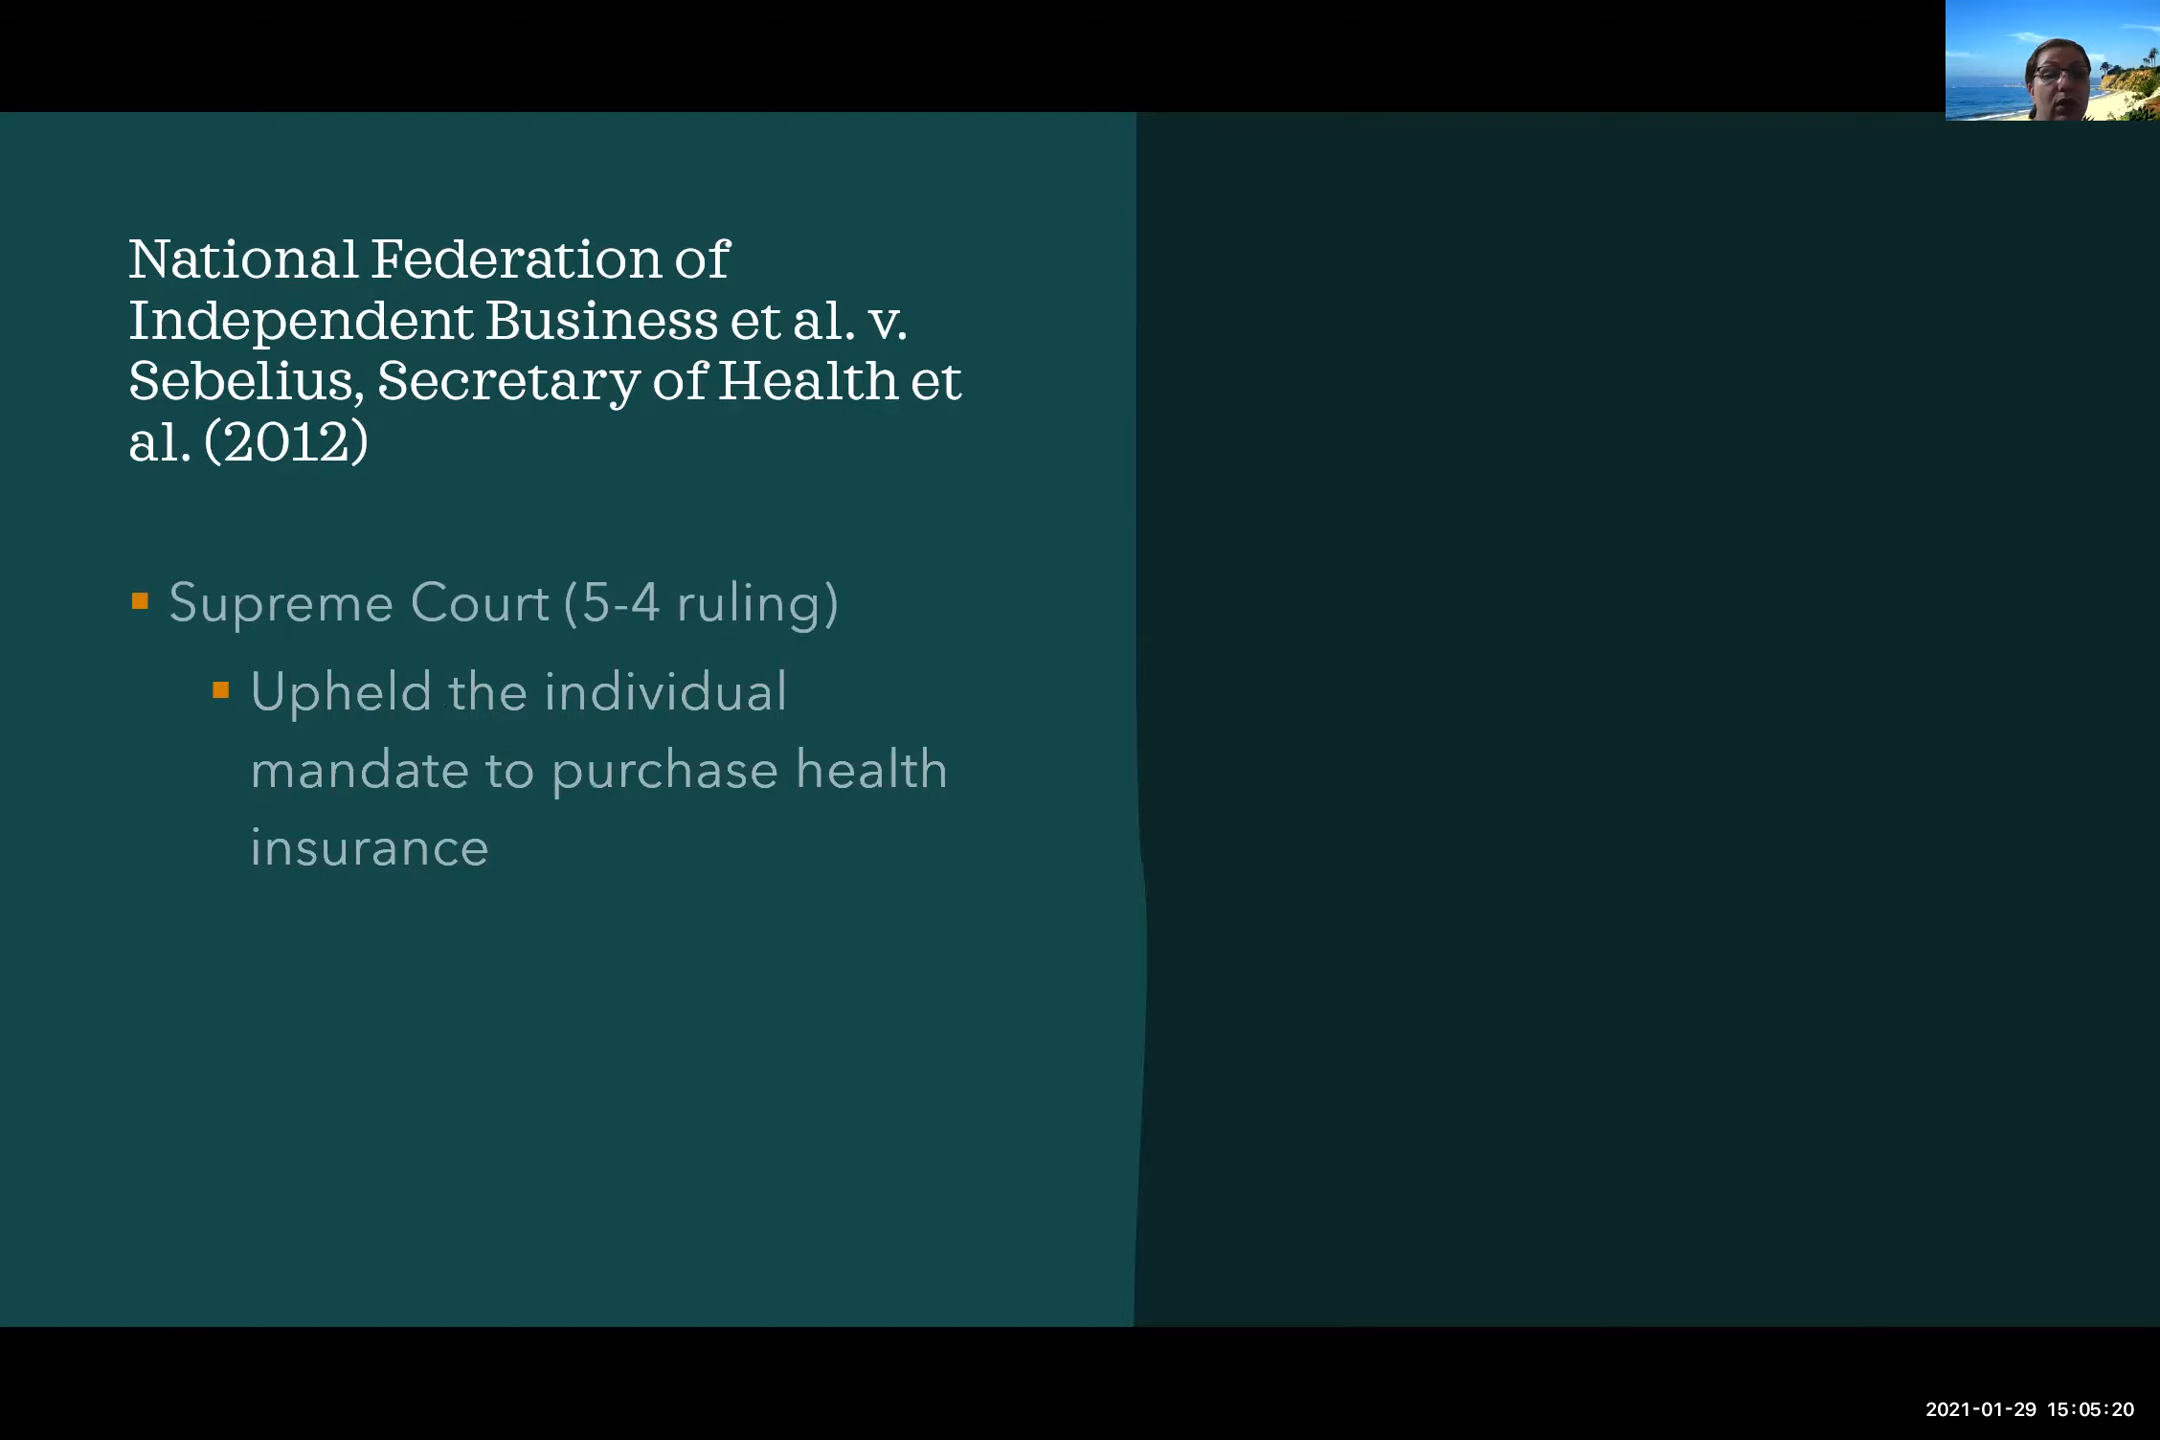 National Federation of
Independent Business et al. v.
Sebelius, Secretary of Health et
al. (2012)
Supreme Court (5-4 ruling)
Upheld the individual
mandate to purchase health
insurance
2021-01-29 15:05:20